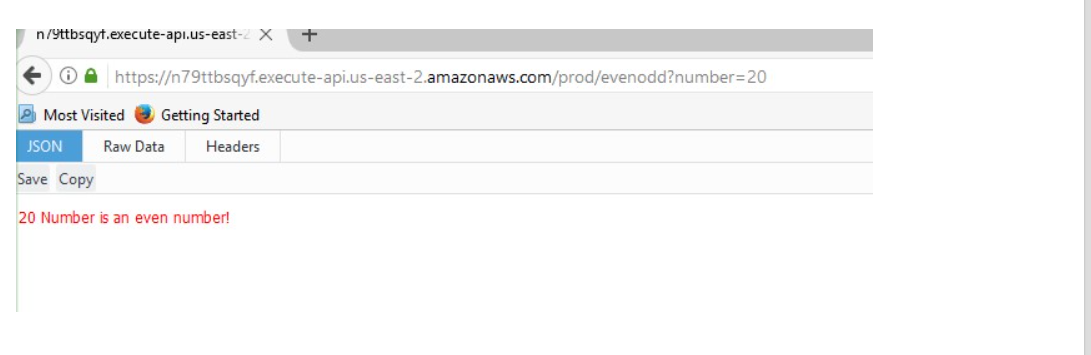 n79ttbsqyf.execute-api.us-east-2
https://n79ttbsqyf.execute-api.us-east-2.amazonaws.com/prod/evenodd?number=20
Most Visited Getting Started
JSON Raw Data Headers
Save Copy
20 Number is an even number!